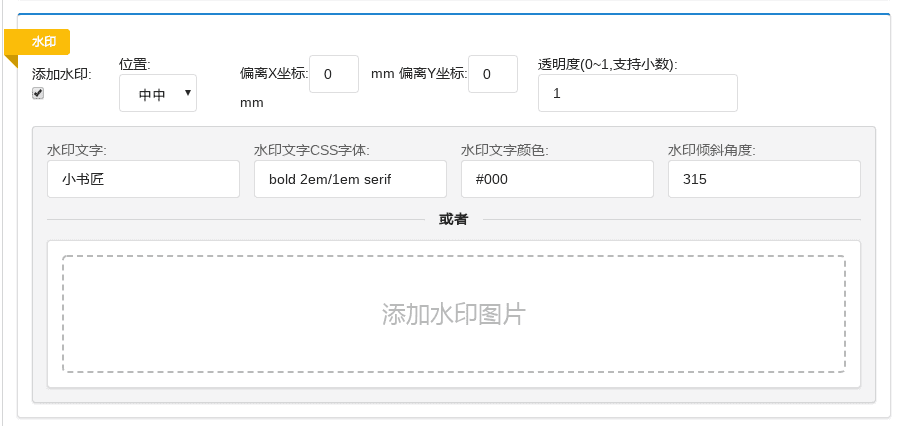 水印
添加水印:
位置:
中中
偏离X坐标: 0 mm 偏离Y坐标: 0
mm
透明度(0~1,支持小数):
1
水印文字: 水印文字CSS字体: 水印文字颜色: 水印倾斜角度:
小书匠 bold 2em/1em serif #000 315
或者
添加水印图片